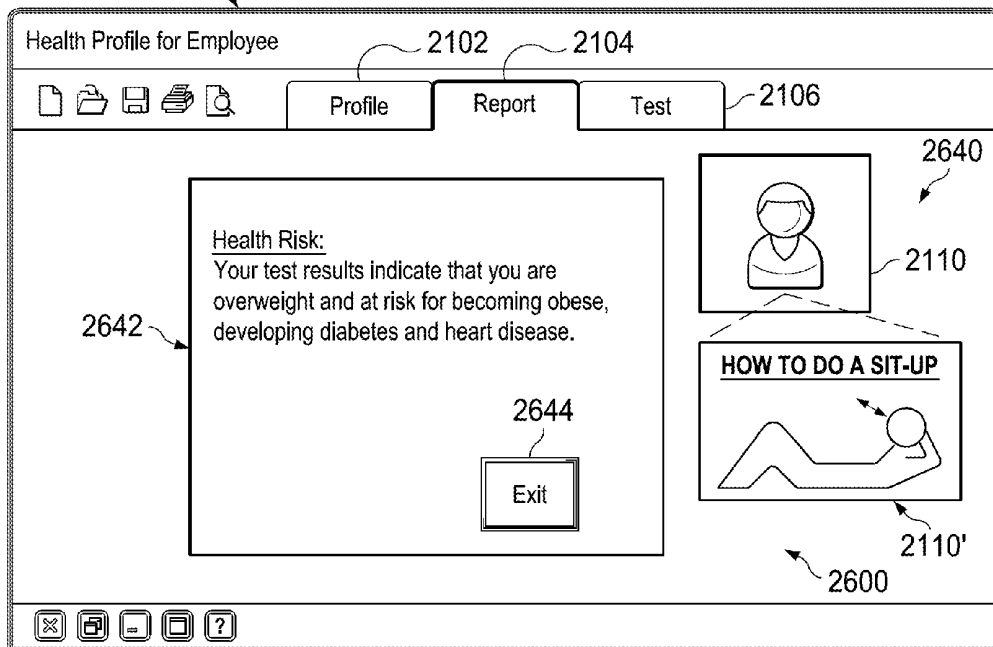 Health Profile for Employee
2102
2104
Profile
Report
Test
2106
2640
2110
Health Risk:
Your test results indicate that you are
overweight and at risk for becoming obese,
developing diabetes and heart disease.
2642
HOW TO DO A SIT-UP
2644
Exit
2110'
2600
?